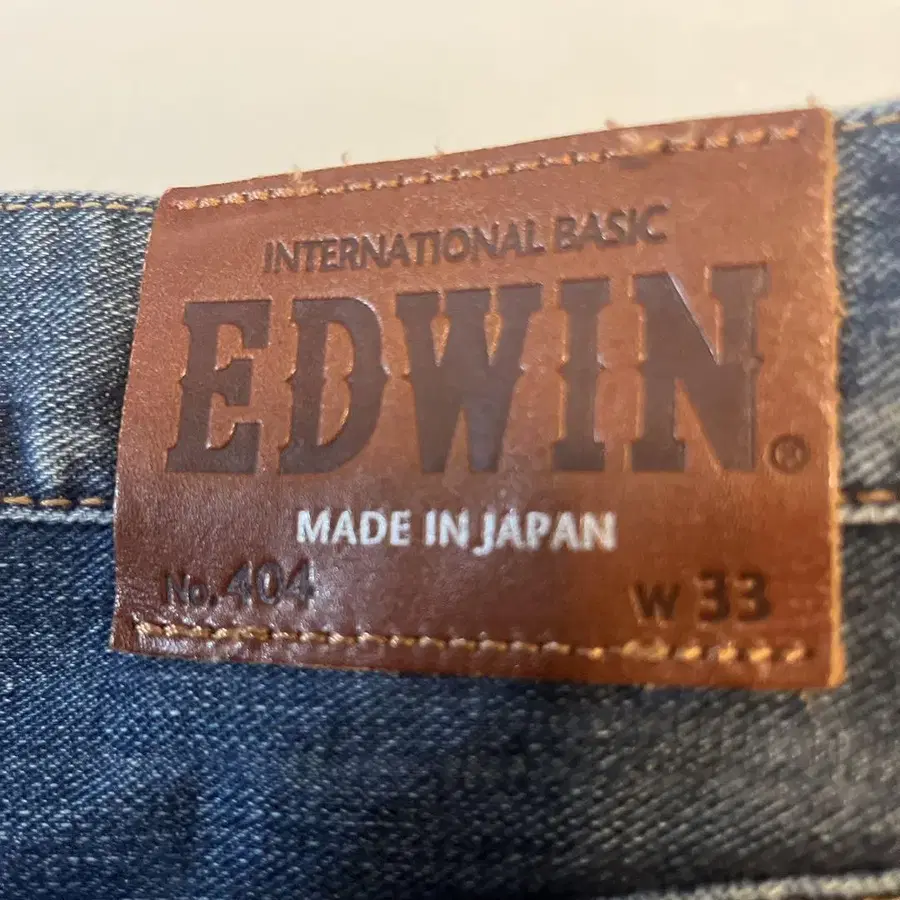 INTERNATIONAL BASIC
EDWIN®
MADE IN JAPAN
No. 404 W 33